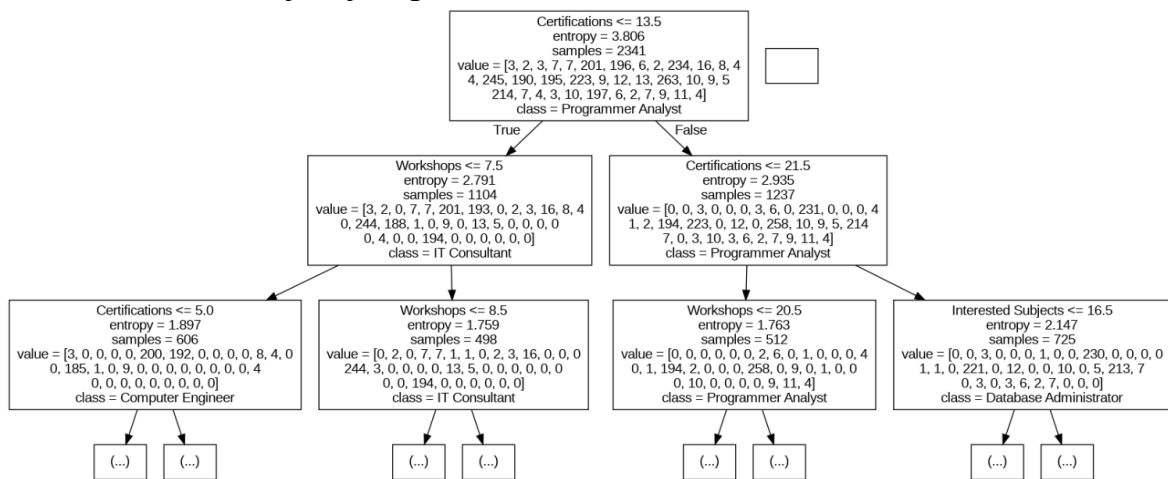 Certifications <= 13.5
entropy = 3.806
samples = 2341
value = [3, 2, 3, 7, 7, 201, 196, 6, 2, 234, 16, 8, 4
4, 245, 190, 195, 223, 9, 12, 13, 263, 10, 9, 5
214, 7, 4, 3, 10, 197, 6, 2, 7, 9, 11, 4]
class = Programmer Analyst
True
False
Workshops <= 7.5
entropy = 2.791
samples = 1104
value = [3, 2, 0, 7, 7, 201, 193, 0, 2, 3, 16, 8, 4
0, 244, 188, 1, 0, 9, 0, 13, 5, 0, 0, 0, 0
0, 4, 0, 0, 194, 0, 0, 0, 0, 0, 0]
class = IT Consultant
Certifications <= 21.5
entropy = 2.935
samples = 1237
value = [0, 0, 3, 0, 0, 0, 3, 6, 0, 231, 0, 0, 0, 4
1, 2, 194, 223, 0, 12, 0, 258, 10, 9, 5, 214
7, 0, 3, 10, 3, 6, 2, 7, 9, 11, 4]
class = Programmer Analyst
Certifications <= 5.0
entropy = 1.897
samples = 606
value = [3, 0, 0, 0, 0, 200, 192, 0, 0, 0, 0, 8, 4, 0
0, 185, 1, 0, 9, 0, 0, 0, 0, 0, 0, 0, 0, 4
0, 0, 0, 0, 0, 0, 0, 0, 0, 0]
class = Computer Engineer
Workshops <= 8.5
entropy = 1.759
samples = 498
value = [0, 2, 0, 7, 7, 1, 1, 0, 2, 3, 16, 0, 0, 0
244, 3, 0, 0, 0, 0, 13, 5, 0, 0, 0, 0, 0, 0
0, 0, 194, 0, 0, 0, 0, 0, 0]
class = IT Consultant
Workshops <= 20.5
entropy = 1.763
samples = 512
value = [0, 0, 0, 0, 0, 0, 2, 6, 0, 1, 0, 0, 0, 4
0, 1, 194, 2, 0, 0, 0, 258, 0, 9, 0, 1, 0, 0
0, 10, 0, 0, 0, 0, 9, 11, 4]
class = Programmer Analyst
Interested Subjects <= 16.5
entropy = 2.147
samples = 725
value = [0, 0, 3, 0, 0, 0, 1, 0, 0, 230, 0, 0, 0, 0
1, 1, 0, 221, 0, 12, 0, 0, 10, 0, 5, 213, 7
0, 3, 0, 3, 6, 2, 7, 0, 0, 0]
class = Database Administrator
(...)
(...)
(...)
(...)
(...)
(...)
(...)
(...)